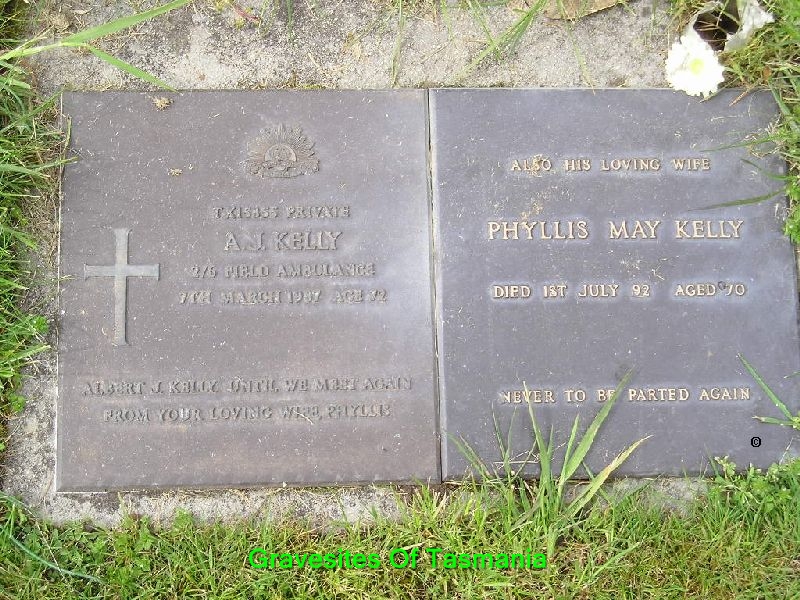 TX15855 PRIVATE
A. J. KELLY
2/6 FIELD AMBULANCE
7TH MARCH 1987 AGE 72
ALBERT J. KELLY. UNTIL WE MEET AGAIN
FROM YOUR LOVING WIFE, PHYLLIS
ALSO HIS LOVING WIFE
PHYLLIS MAY KELLY
DIED 1ST JULY 92 AGED 70
NEVER TO BE PARTED AGAIN
©
Gravesites Of Tasmania